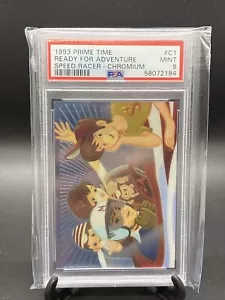 1993 PRIME TIME #C1
READY FOR ADVENTURE MINT
SPEED RACER - CHROMIUM 9
PSA 58072184
M